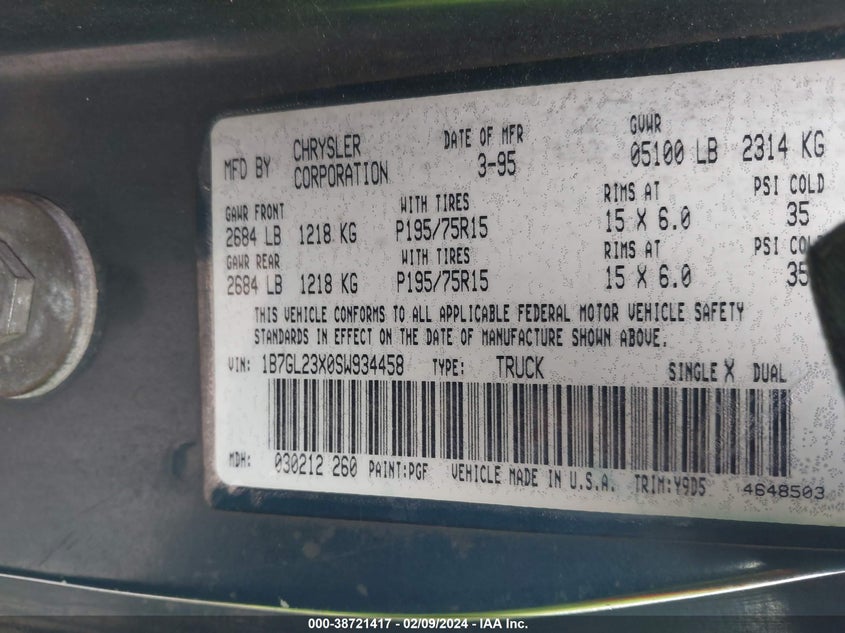 MFD BY CHRYSLER CORPORATION DATE OF MFR 3-95 GVWR 05100 LB 2314 KG
GAWR FRONT WITH TIRES RIMS AT PSI COLD
2684 LB 1218 KG P195/75R15 15 X 6.0 35
GAWR REAR WITH TIRES RIMS AT PSI COL
2684 LB 1218 KG P195/75R15 15 X 6.0 35
THIS VEHICLE CONFORMS TO ALL APPLICABLE FEDERAL MOTOR VEHICLE SAFETY
STANDARDS IN EFFECT ON THE DATE OF MANUFACTURE SHOWN ABOVE.
VIN: 1B7GL23X0SW934458 TYPE: TRUCK SINGLE X DUAL
MDH: 030212 260 PAINT:PGF VEHICLE MADE IN U.S.A. TRIM:Y9D5 4648503
000-38721417 - 02/09/2024 - IAA Inc.